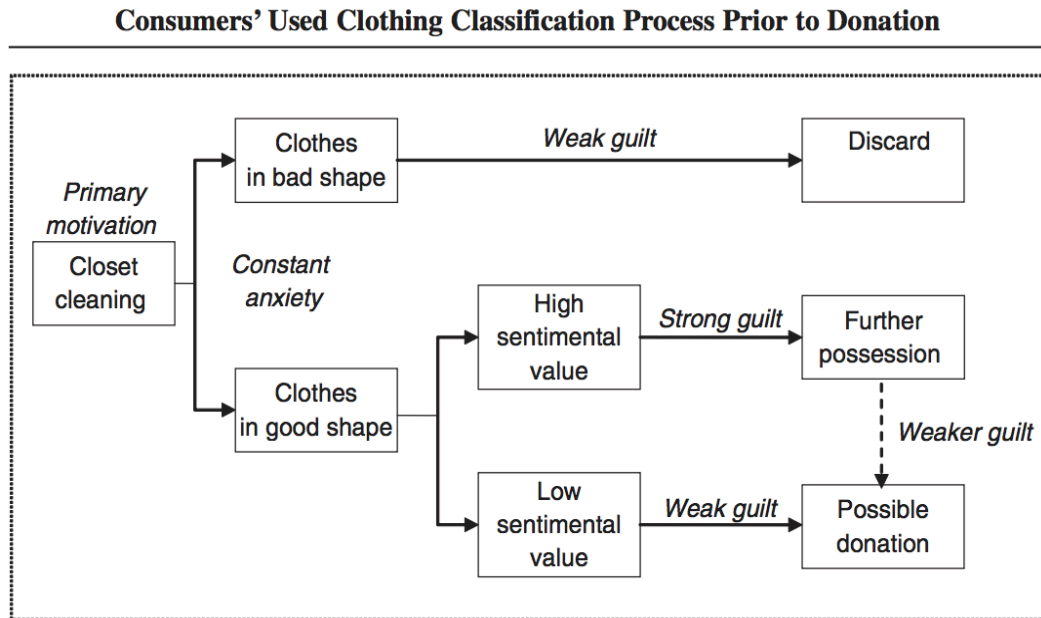 Consumers' Used Clothing Classification Process Prior to Donation
Primary
motivation
Closet
cleaning
Constant
anxiety
Clothes
in bad shape
Weak guilt
Discard
Clothes
in good shape
High
sentimental
value
Strong guilt
Further
possession
Weaker guilt
Low
sentimental
value
Weak guilt
Possible
donation